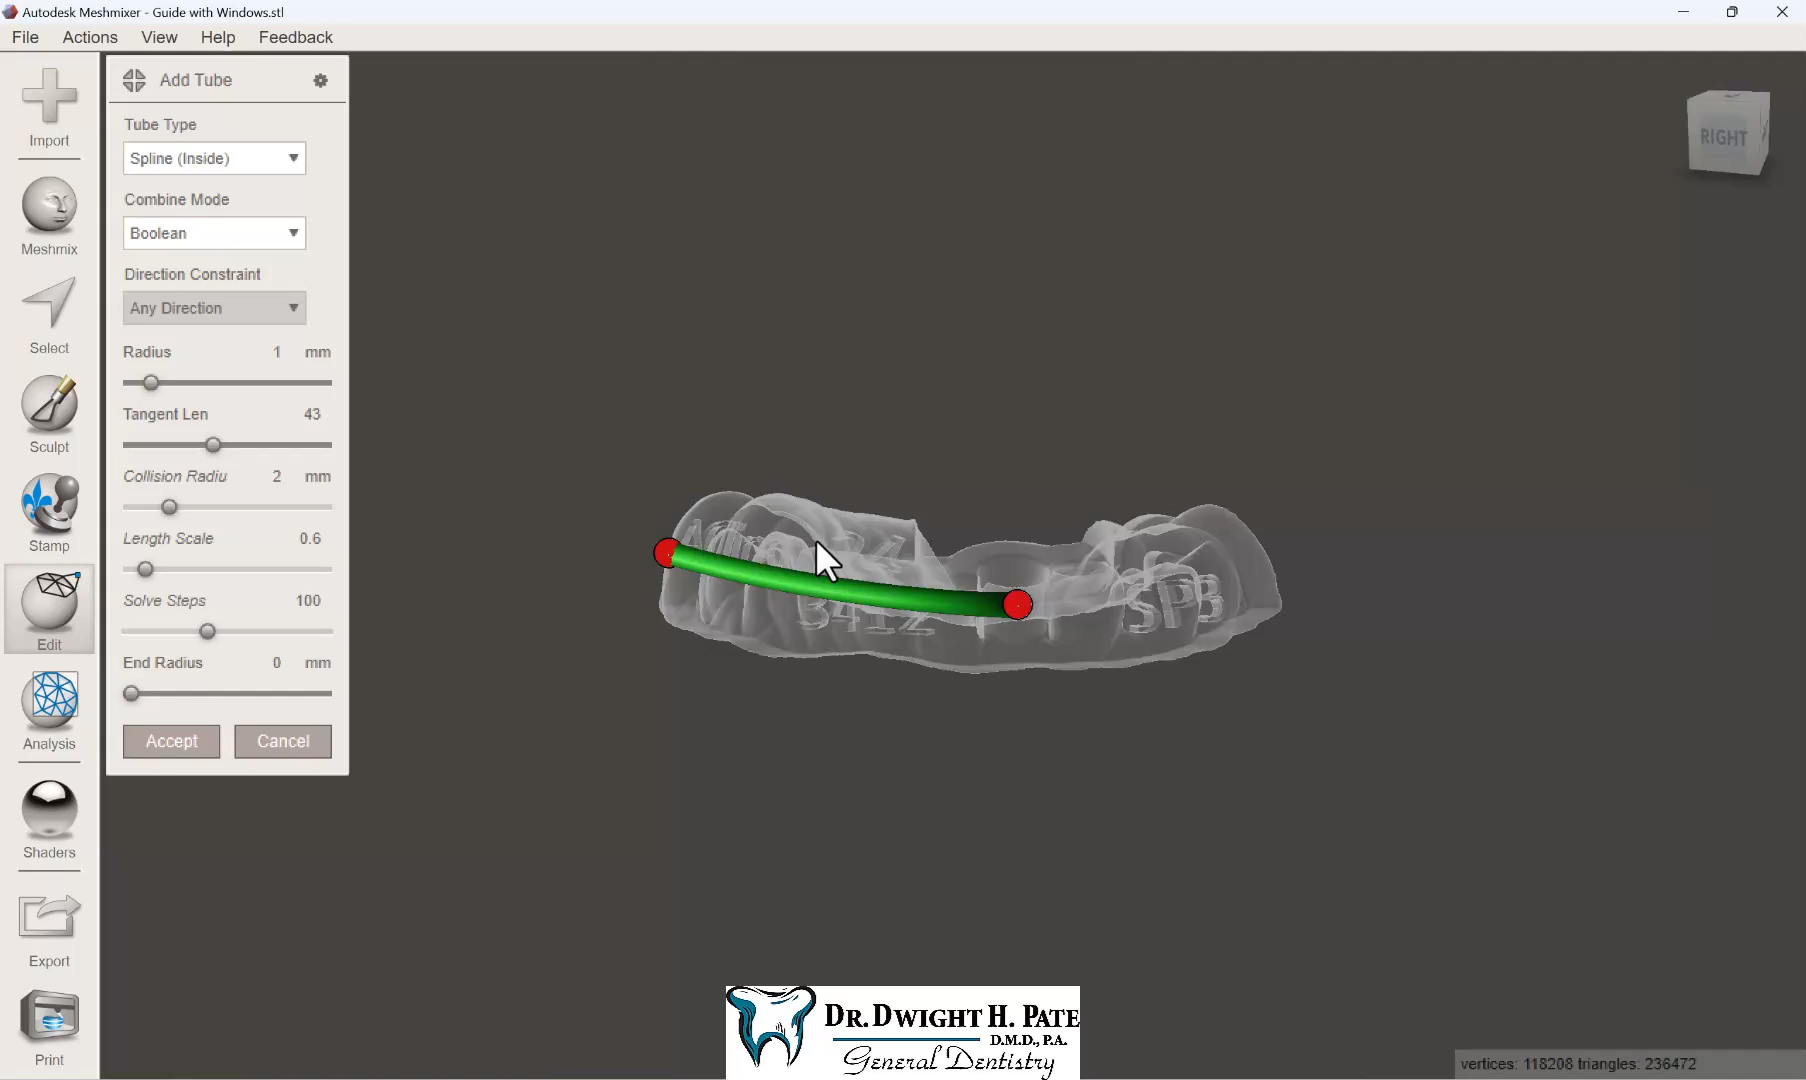 Autodesk Meshmixer - Guide with Windows.stl
File Actions View Help Feedback
Import
Meshmix
Select
Sculpt
Stamp
Edit
Analysis
Shaders
Export
Print
Add Tube
Tube Type
Spline (Inside)
Combine Mode
Boolean
Direction Constraint
Any Direction
Radius 1 mm
Tangent Len 43
Collision Radiu 2 mm
Length Scale 0.6
Solve Steps 100
End Radius 0 mm
Accept Cancel
RIGHT
3412
SPB
DR. DWIGHT H. PATE
D.M.D., P.A.
General Dentistry
vertices: 118208 triangles: 236472